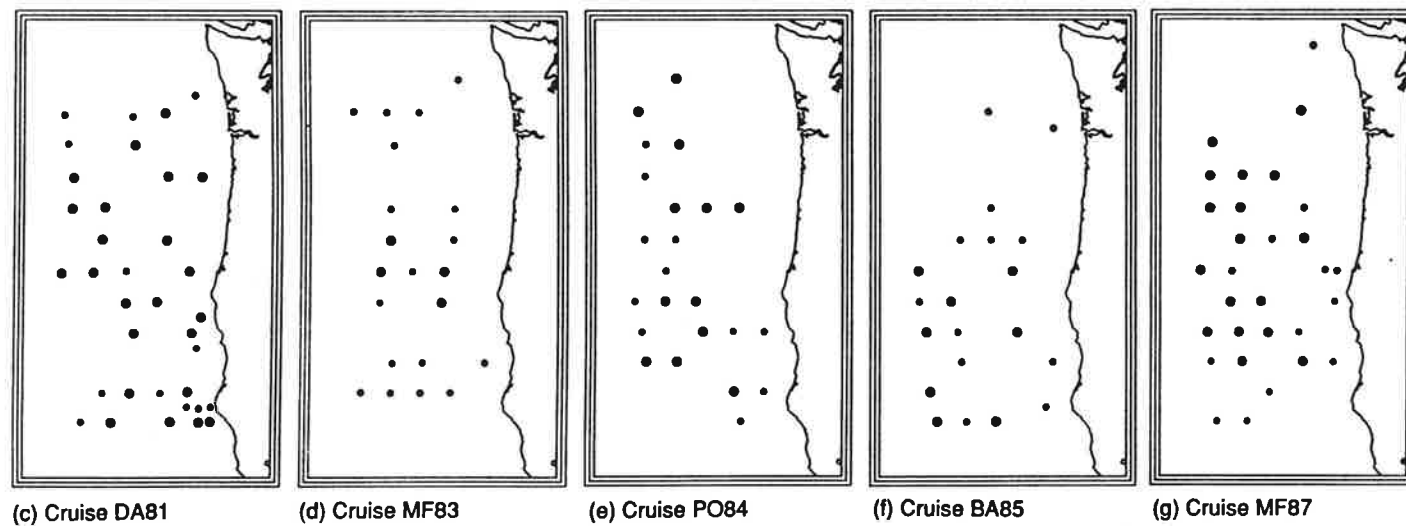 (c) Cruise DA81
(d) Cruise MF83
(e) Cruise PO84
(f) Cruise BA85
(g) Cruise MF87